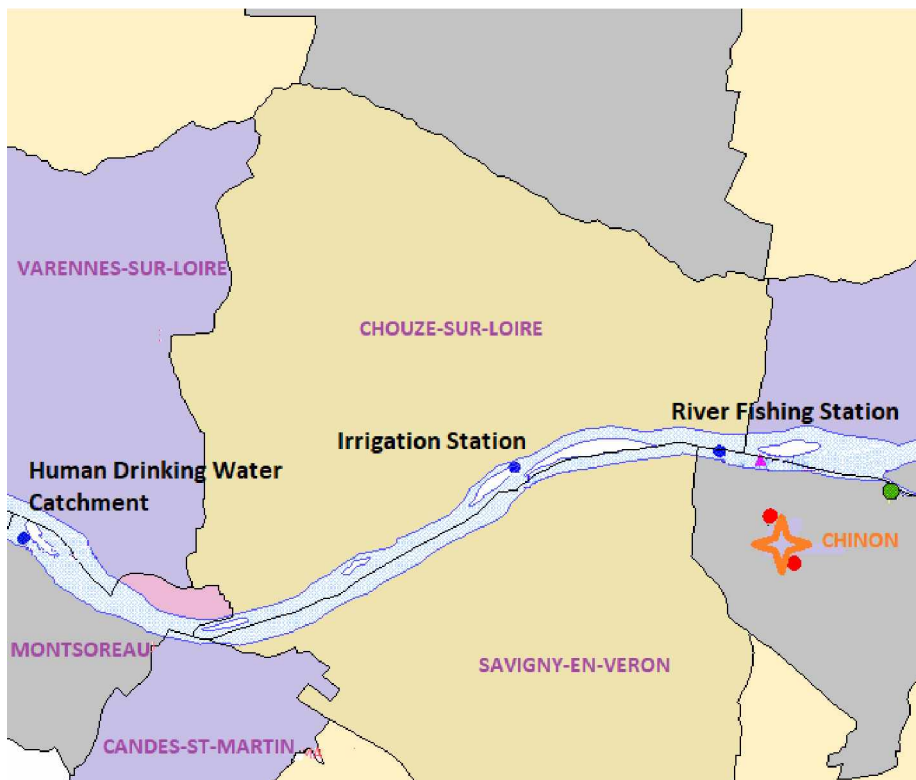 VARENNES-SUR-LOIRE
CHOUZE-SUR-LOIRE
River Fishing Station
Irrigation Station
Human Drinking Water
Catchment
CHINON
MONTSOREAU
SAVIGNY-EN-VERON
CANDES-ST-MARTIN